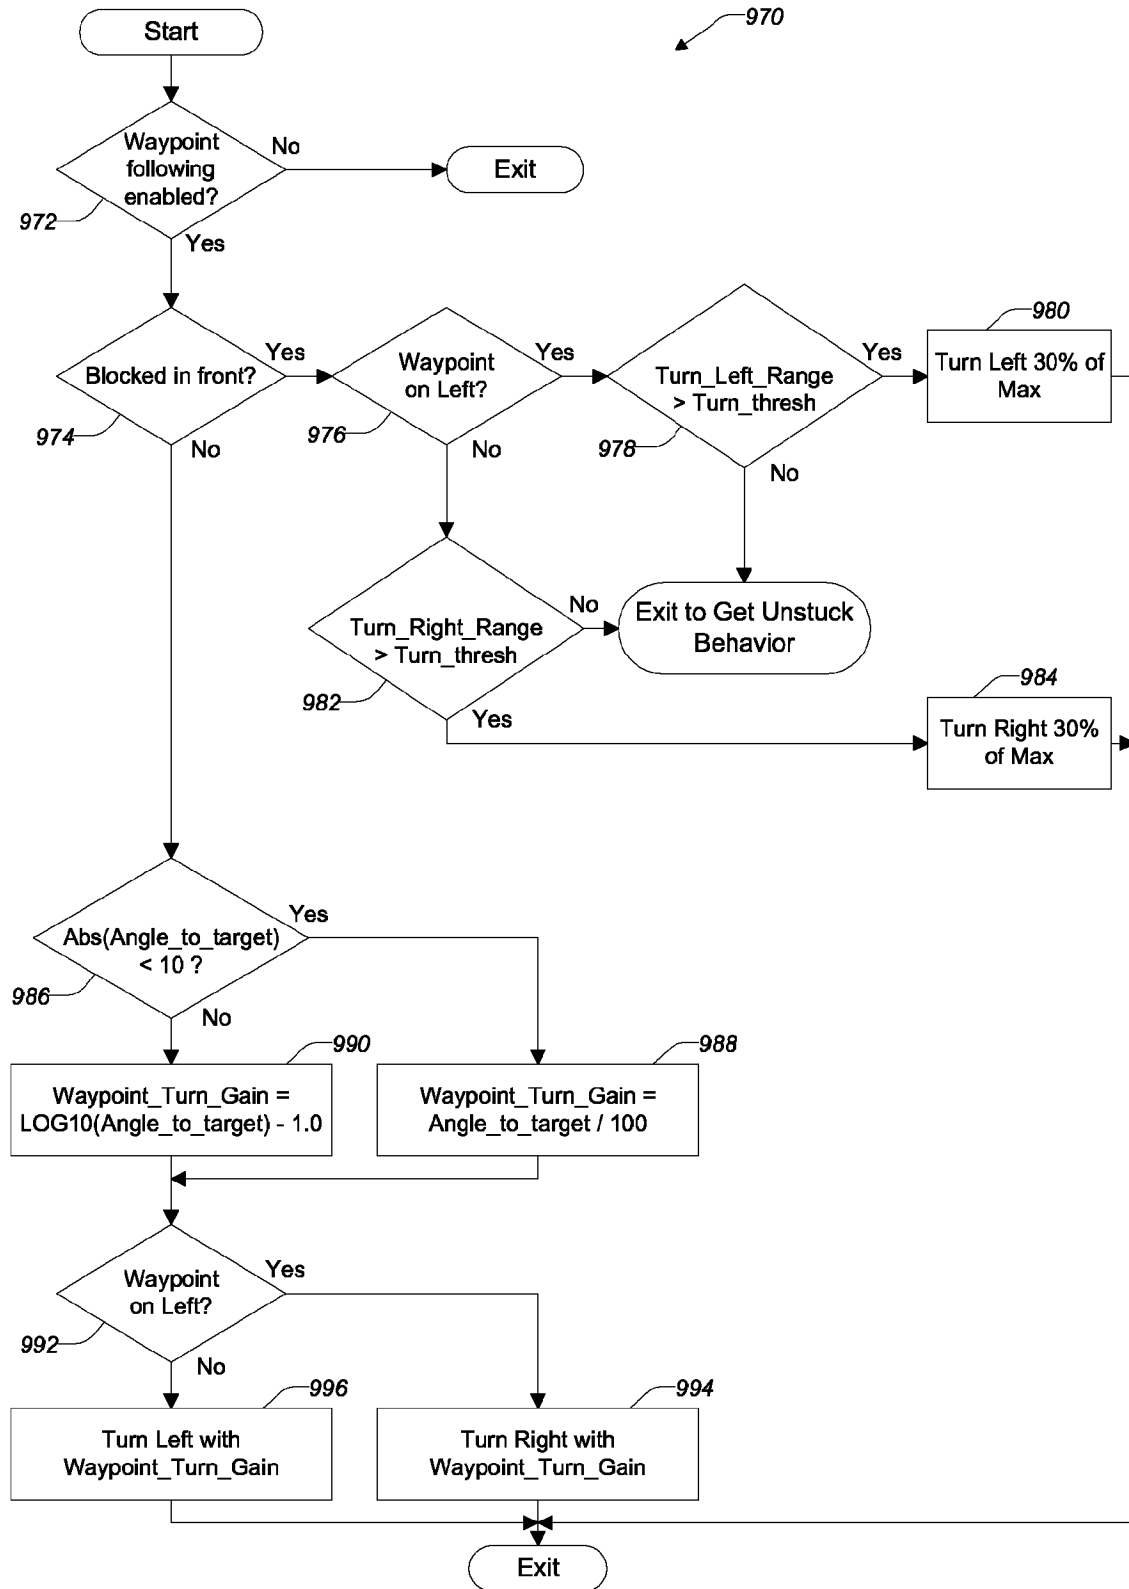 Start
970
Waypoint
following
enabled?
No
Exit
972
Yes
Blocked in front?
Yes
974
No
Waypoint
on Left?
Yes
976
No
Turn_Left_Range
> Turn_thresh
Yes
978
No
980
Turn Left 30% of
Max
Turn_Right_Range
> Turn_thresh
No
982
Yes
Exit to Get Unstuck
Behavior
984
Turn Right 30%
of Max
Abs(Angle_to_target)
< 10 ?
Yes
986
No
990
Waypoint_Turn_Gain =
LOG10(Angle_to_target) - 1.0
988
Waypoint_Turn_Gain =
Angle_to_target / 100
Waypoint
on Left?
Yes
992
No
996
Turn Left with
Waypoint_Turn_Gain
994
Turn Right with
Waypoint_Turn_Gain
Exit